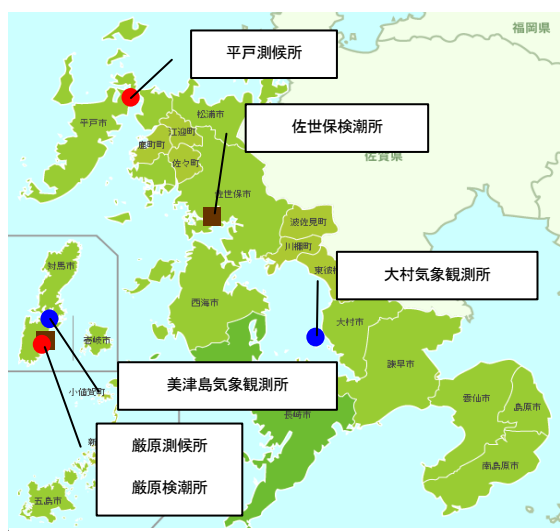 福岡県
平戸測候所
松浦市
平戸市
江迎町
鹿町町
佐世保検潮所
佐賀県
佐々町
佐世保市
波佐見町
川棚町
対馬市
大村気象観測所
西海市
大村市
壱岐市
諫早市
美津島気象観測所
小値賀町
雲仙市
島原市
長崎市
厳原測候所
厳原検潮所
南島原市
五島市